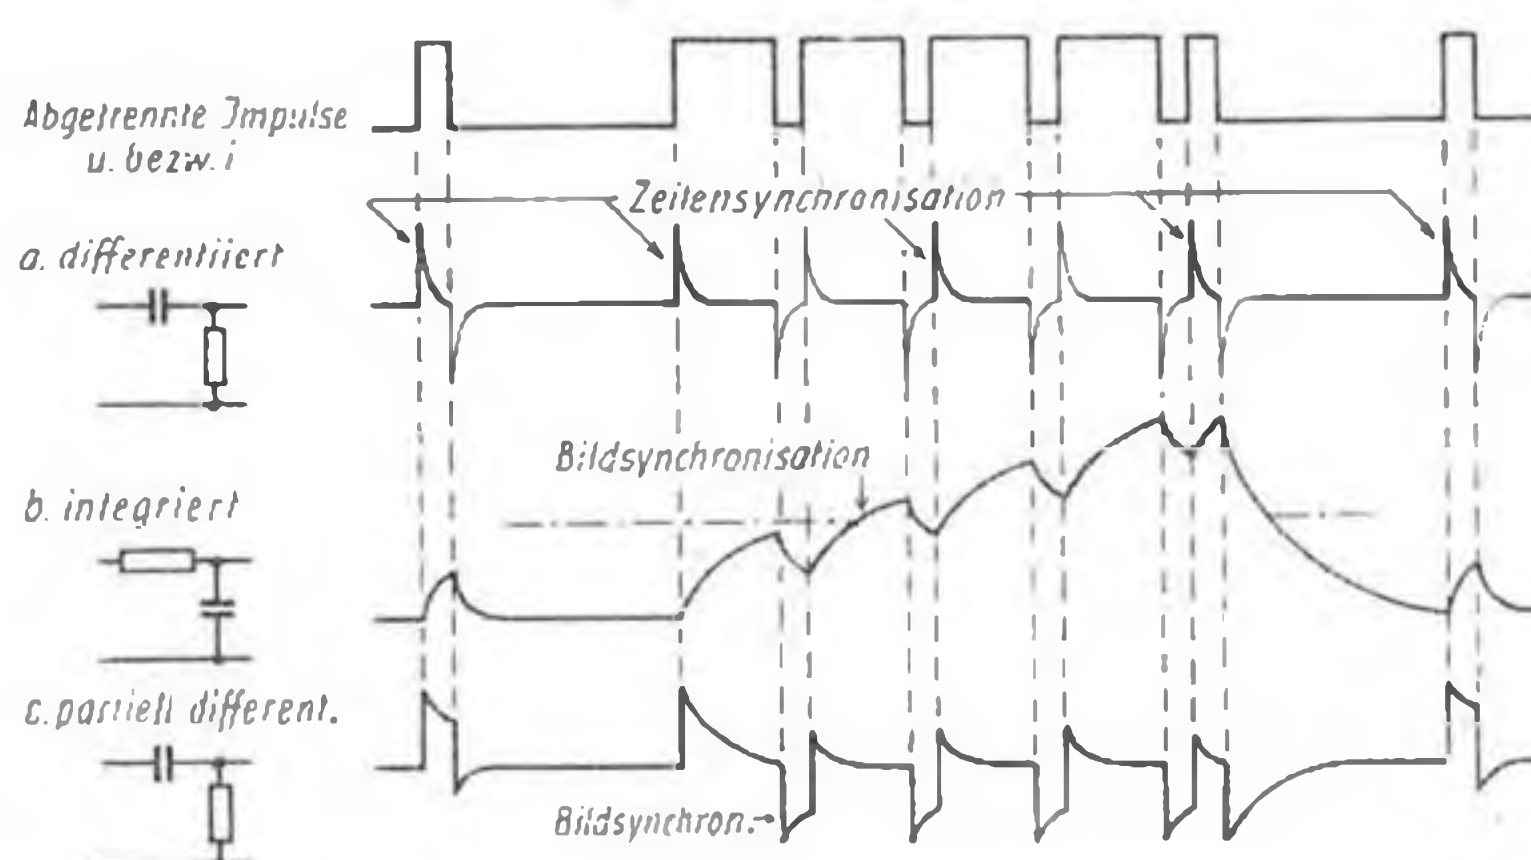 Abgetrennte Impulse
u. bezw. i
Zeilensynchronisation
a. differentiiert
Bildsynchronisation
b. integriert
c. partiell different.
Bildsynchron.